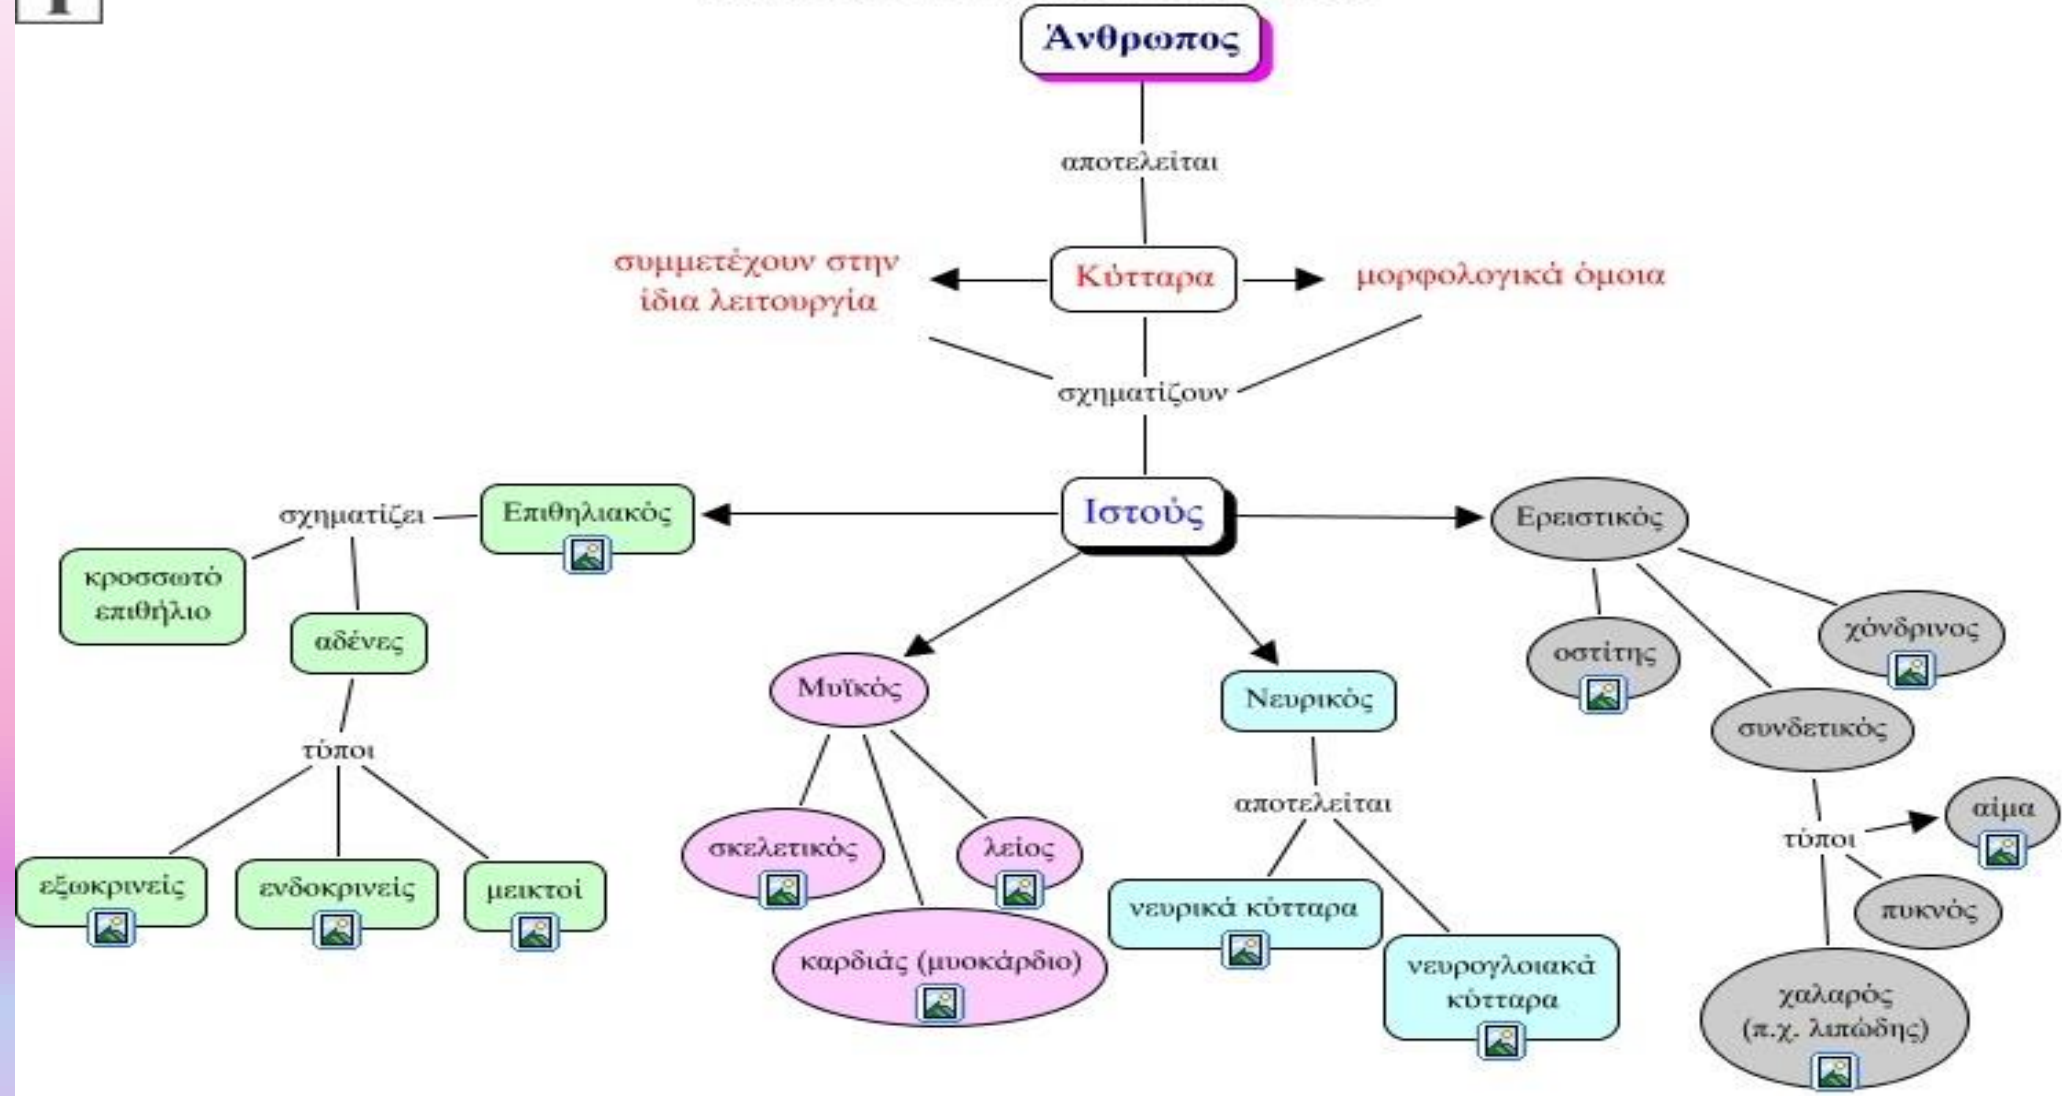 Άνθρωπος
αποτελείται
συμμετέχουν στην
ίδια λειτουργία
Κύτταρα
μορφολογικά όμοια
σχηματίζουν
σχηματίζει
Επιθηλιακός
Ιστούς
Ερειστικός
κροσσωτό
επιθήλιο
αδένες
τύποι
εξωκρινείς
ενδοκρινείς
μεικτοί
Μυϊκός
σκελετικός
λείος
καρδιάς (μυοκάρδιο)
Νευρικός
αποτελείται
νευρικά κύτταρα
νευρογλοιακά
κύτταρα
οστίτης
χόνδρινος
συνδετικός
τύποι
αίμα
πυκνός
χαλαρός
(π.χ. λιπώδης)